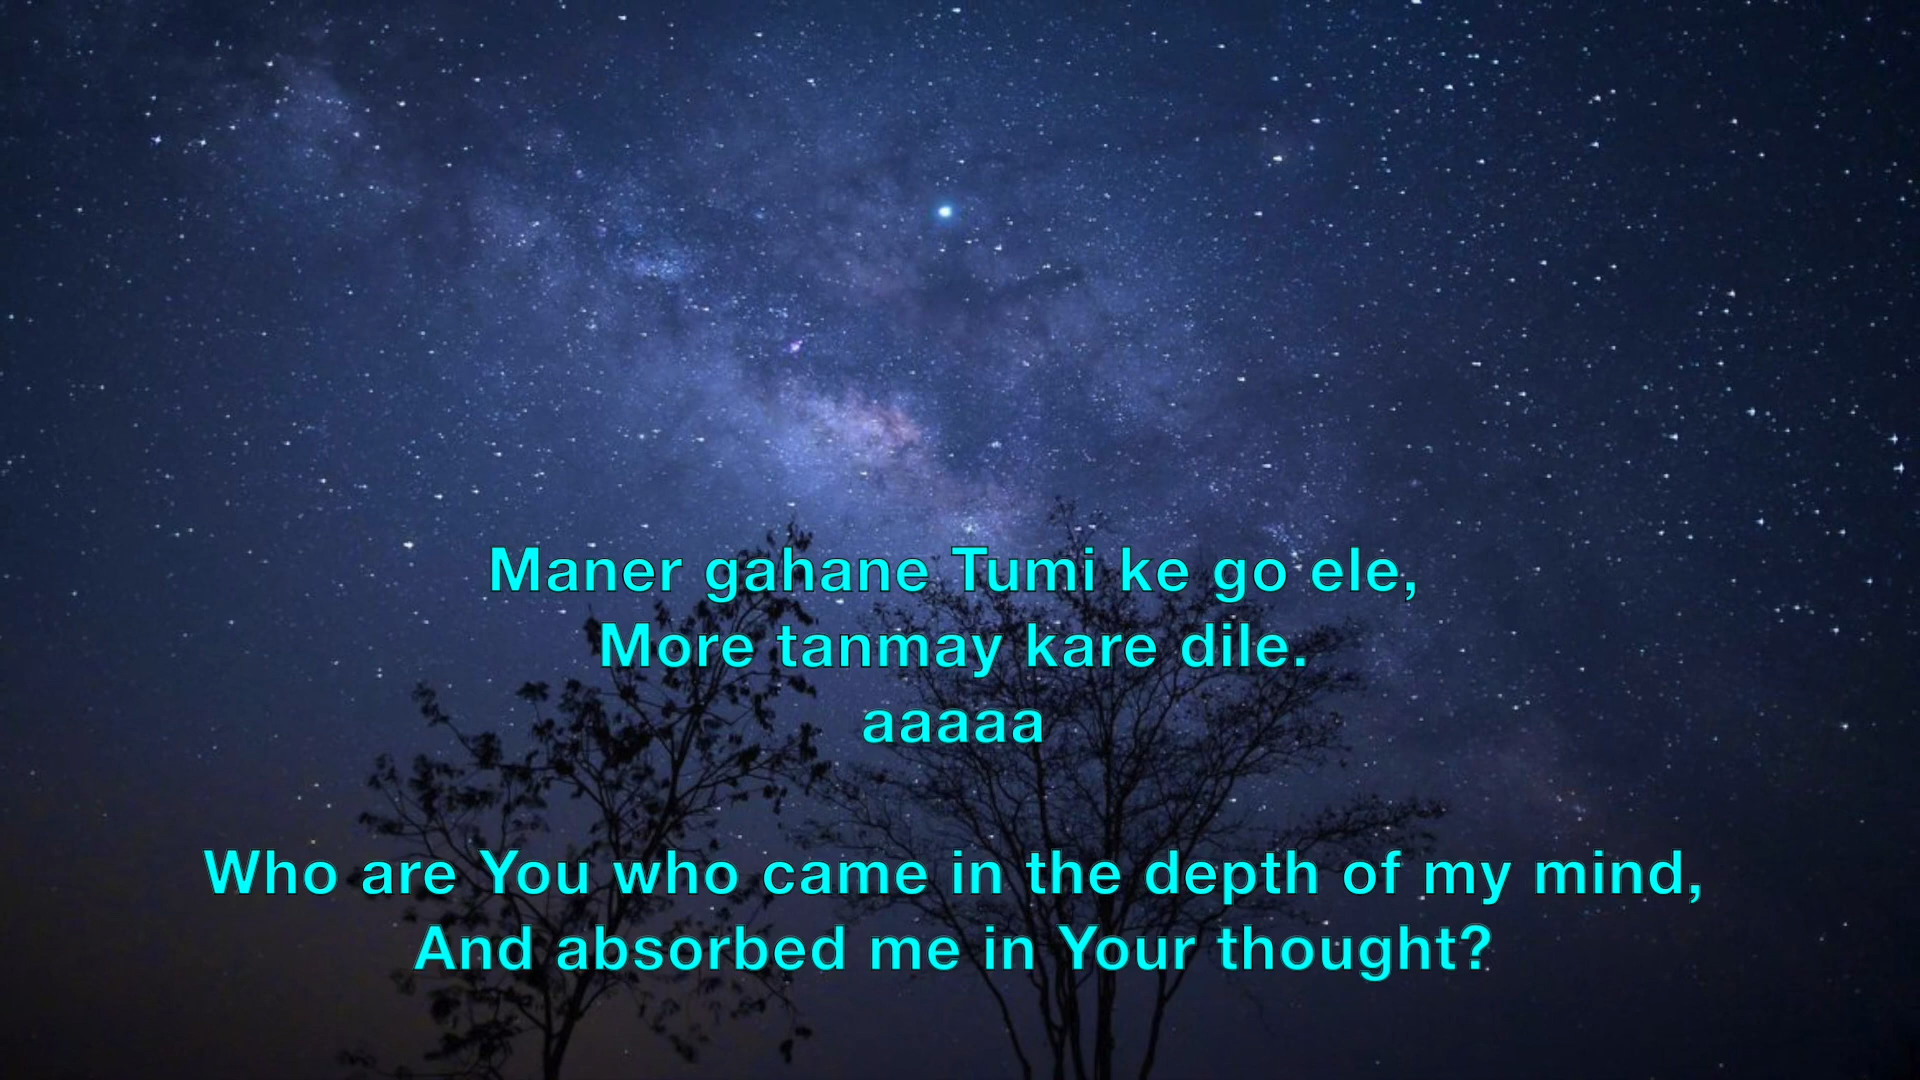 Maner gahane Tumi ke go ele,
More tanmay kare dile.
aaaaa
Who are You who came in the depth of my mind,
And absorbed me in Your thought?